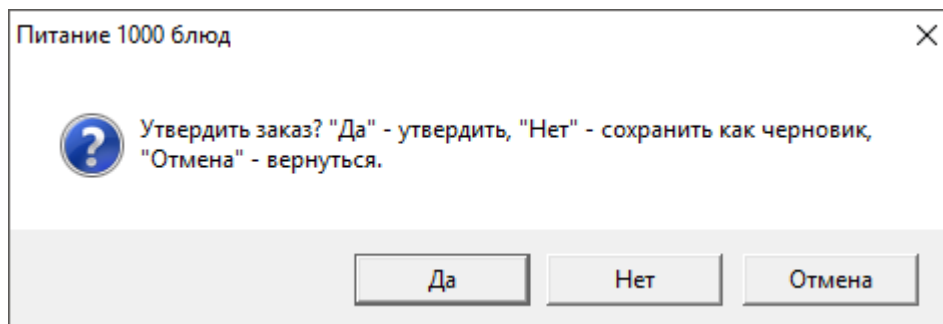 Питание 1000 блюд
Утвердить заказ? "Да" - утвердить, "Нет" - сохранить как черновик,
"Отмена" - вернуться.
Да
Нет
Отмена